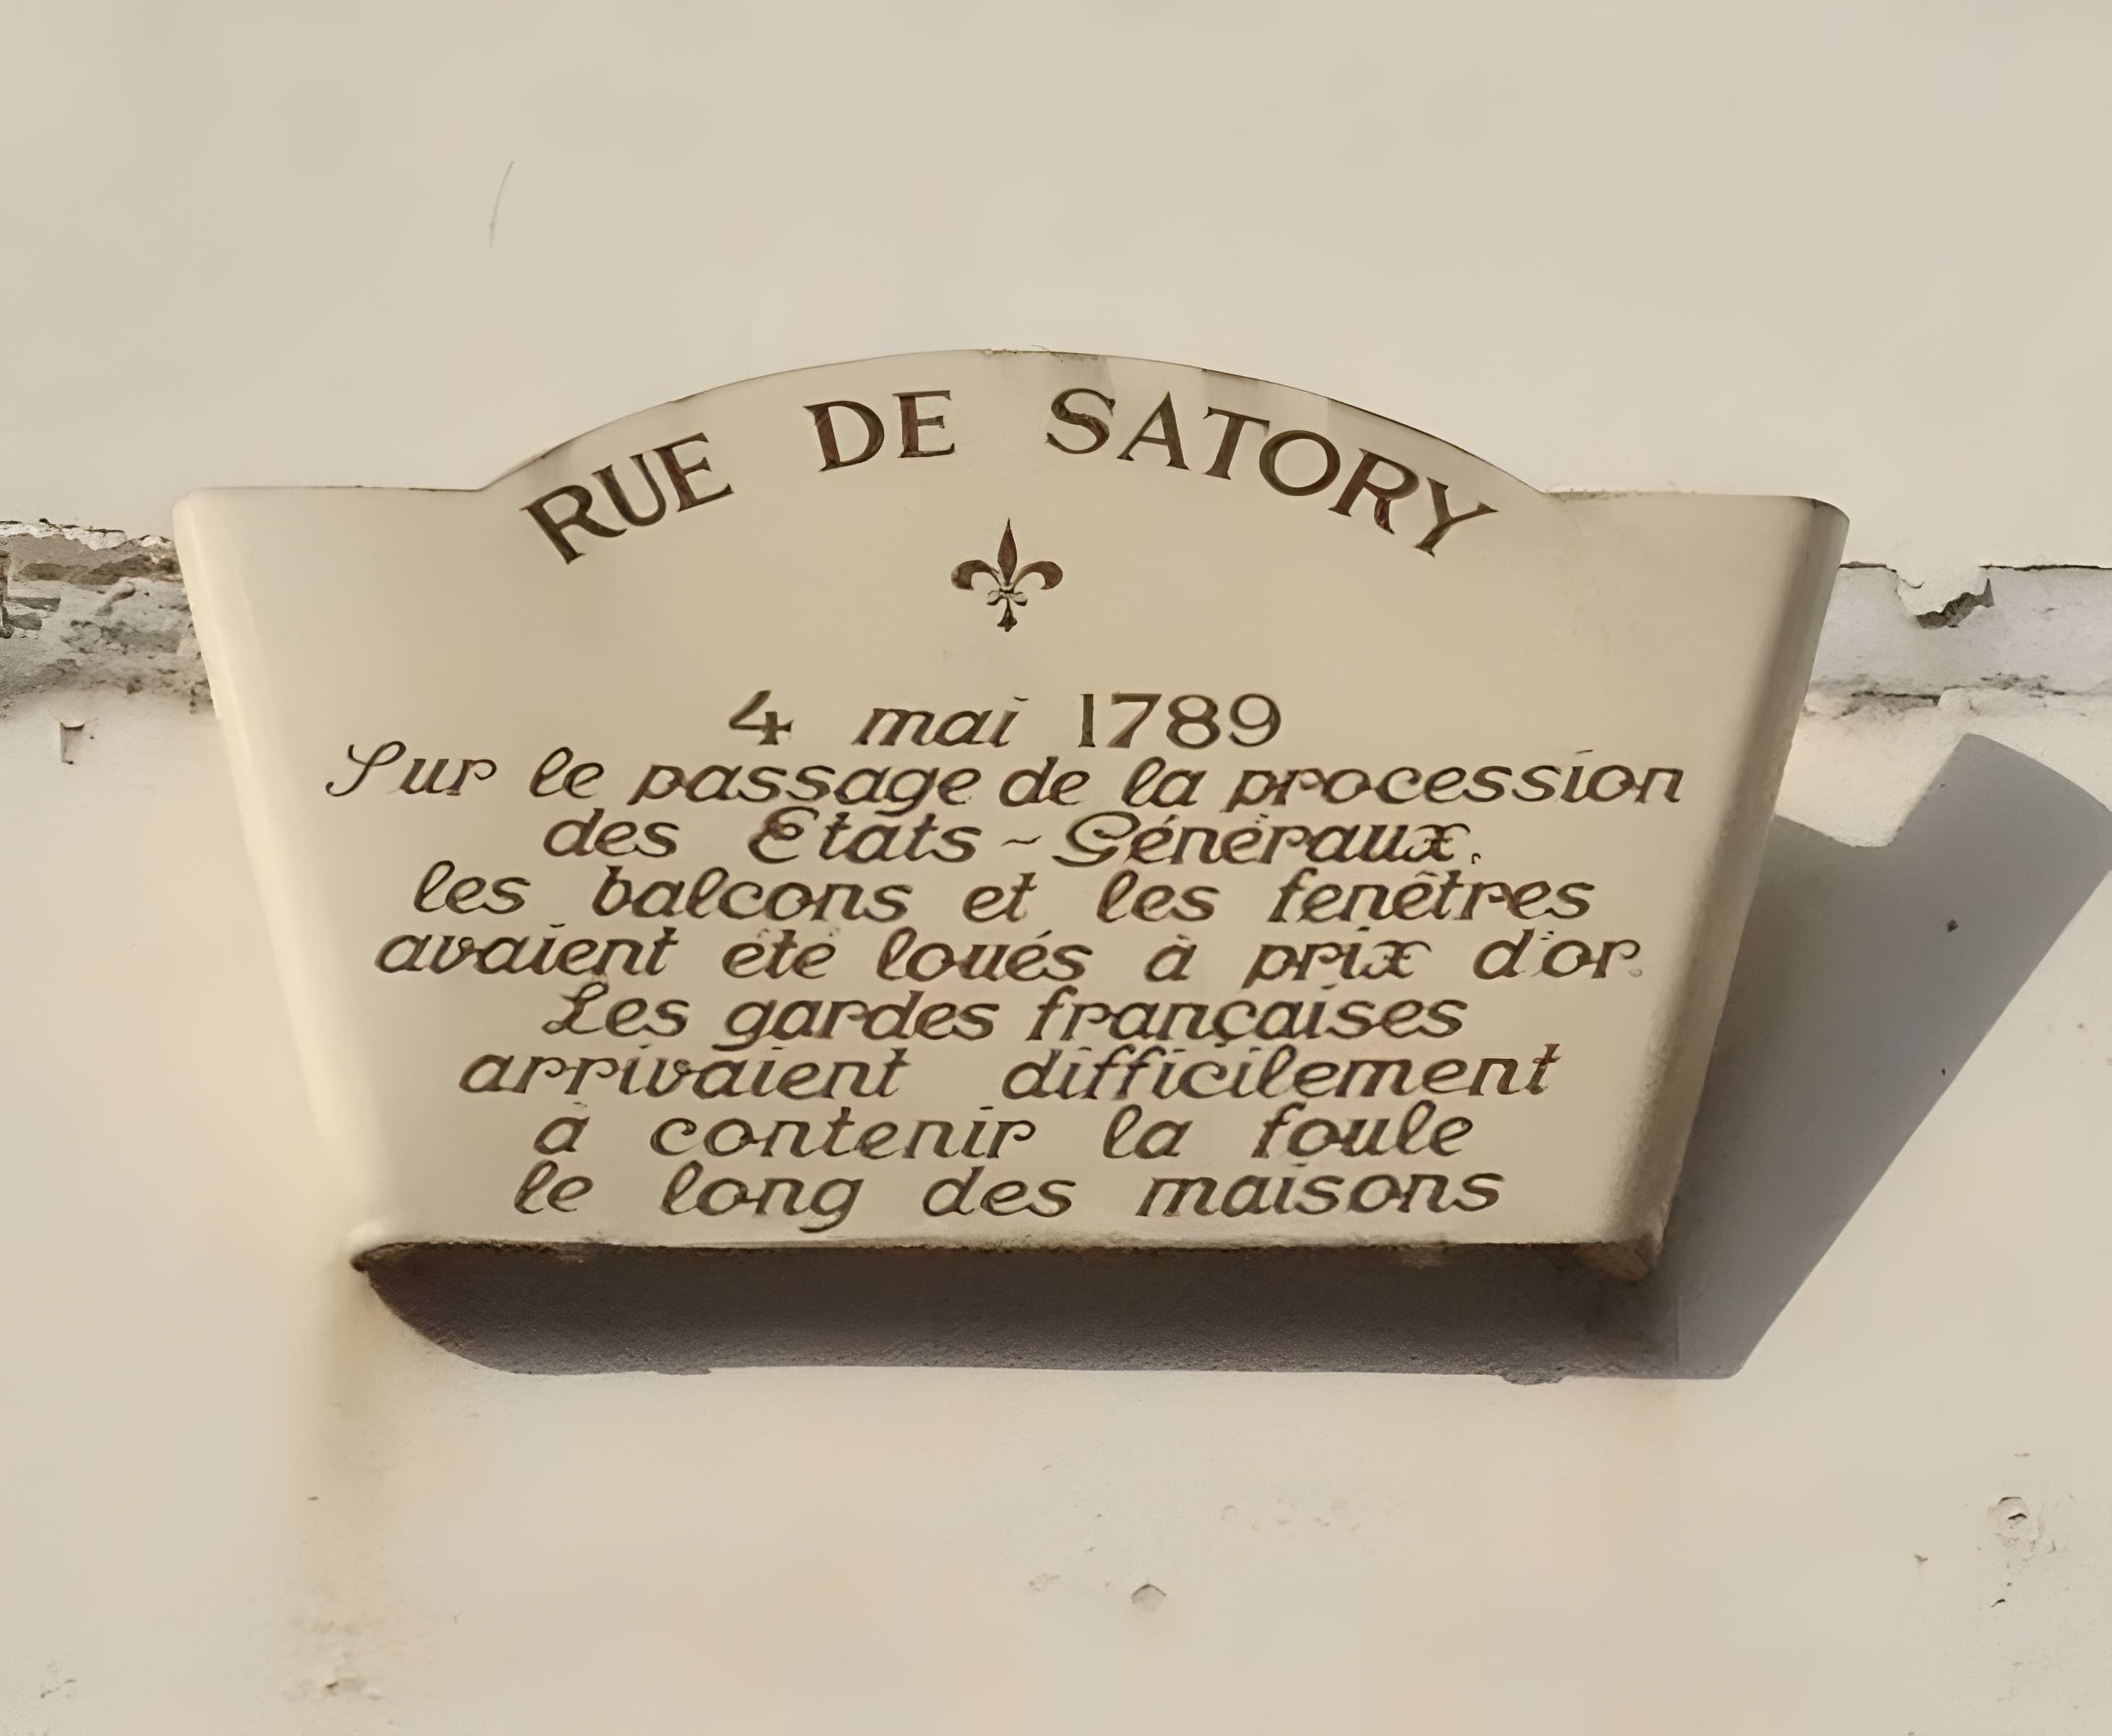 RUE DE SATORY
4 mai 1789
Sur le passage de la procession
des Etats-Généraux,
les balcons et les fenêtres
avaient été loués à prix d'or.
Les gardes françaises
arrivaient difficilement
à contenir la foule
le long des maisons